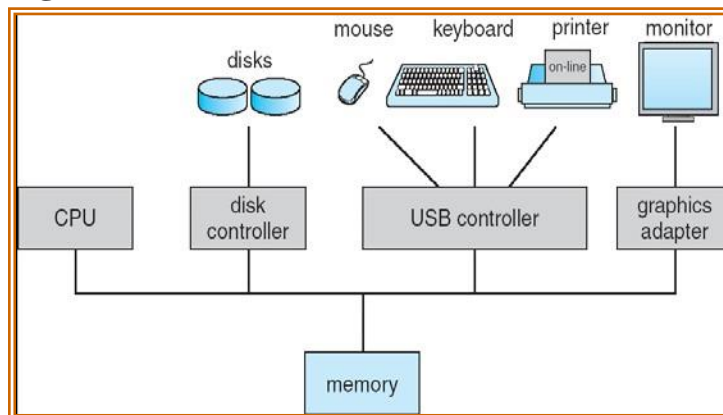 mouse
keyboard
printer
monitor
disks
on-line
CPU
disk
controller
USB controller
graphics
adapter
memory